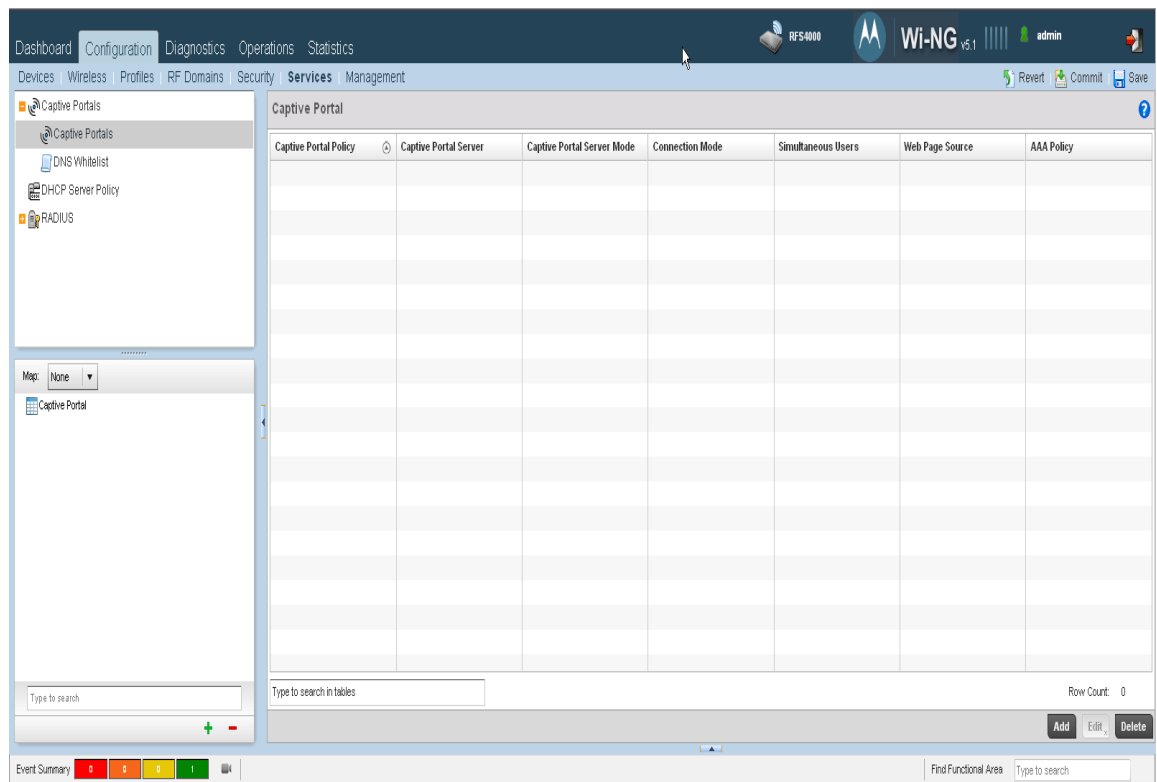 Dashboard Configuration Diagnostics Operations Statistics RFS4000 Wi-NG v5.1 admin
Devices Wireless Profiles RF Domains Security Services Management Revert Commit Save
Captive Portals
Captive Portals
DNS Whitelist
DHCP Server Policy
RADIUS
Map: None
Captive Portal
Type to search
Captive Portal
Captive Portal Policy Captive Portal Server Captive Portal Server Mode Connection Mode Simultaneous Users Web Page Source AAA Policy
Type to search in tables Row Count: 0
Add Edit Delete
Event Summary 0 0 0 1 Find Functional Area Type to search